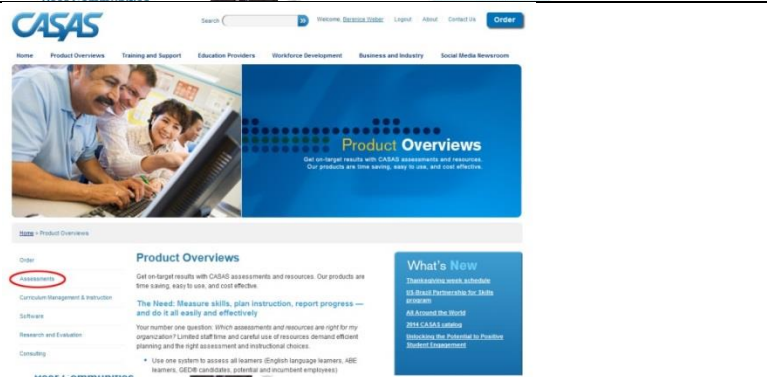 CASAS
Search
Welcome, Berenice Weber Logout About Contact Us Order
Home Product Overviews Training and Support Education Providers Workforce Development Business and Industry Social Media Newsroom
Product Overviews
Get on-target results with CASAS assessments and resources.
Our products are time saving, easy to use, and cost effective.
Home > Product Overviews
Order
Assessments
Curriculum Management & Instruction
Software
Research and Evaluation
Consulting
Product Overviews
Get on-target results with CASAS assessments and resources. Our products are
time saving, easy to use, and cost effective.
The Need: Measure skills, plan instruction, report progress —
and do it all easily and effectively
Your number one question: Which assessments and resources are right for my
organization? Limited staff time and careful use of resources demand efficient
planning and the right assessment and instructional choices.
• Use one system to assess all learners (English language learners, ABE
learners, GED® candidates, potential and incumbent employees)
What's New
Thanksgiving week schedule
US-Brazil Partnership for Skills
program
All Around the World
2014 CASAS catalog
Unlocking the Potential to Positive
Student Engagement